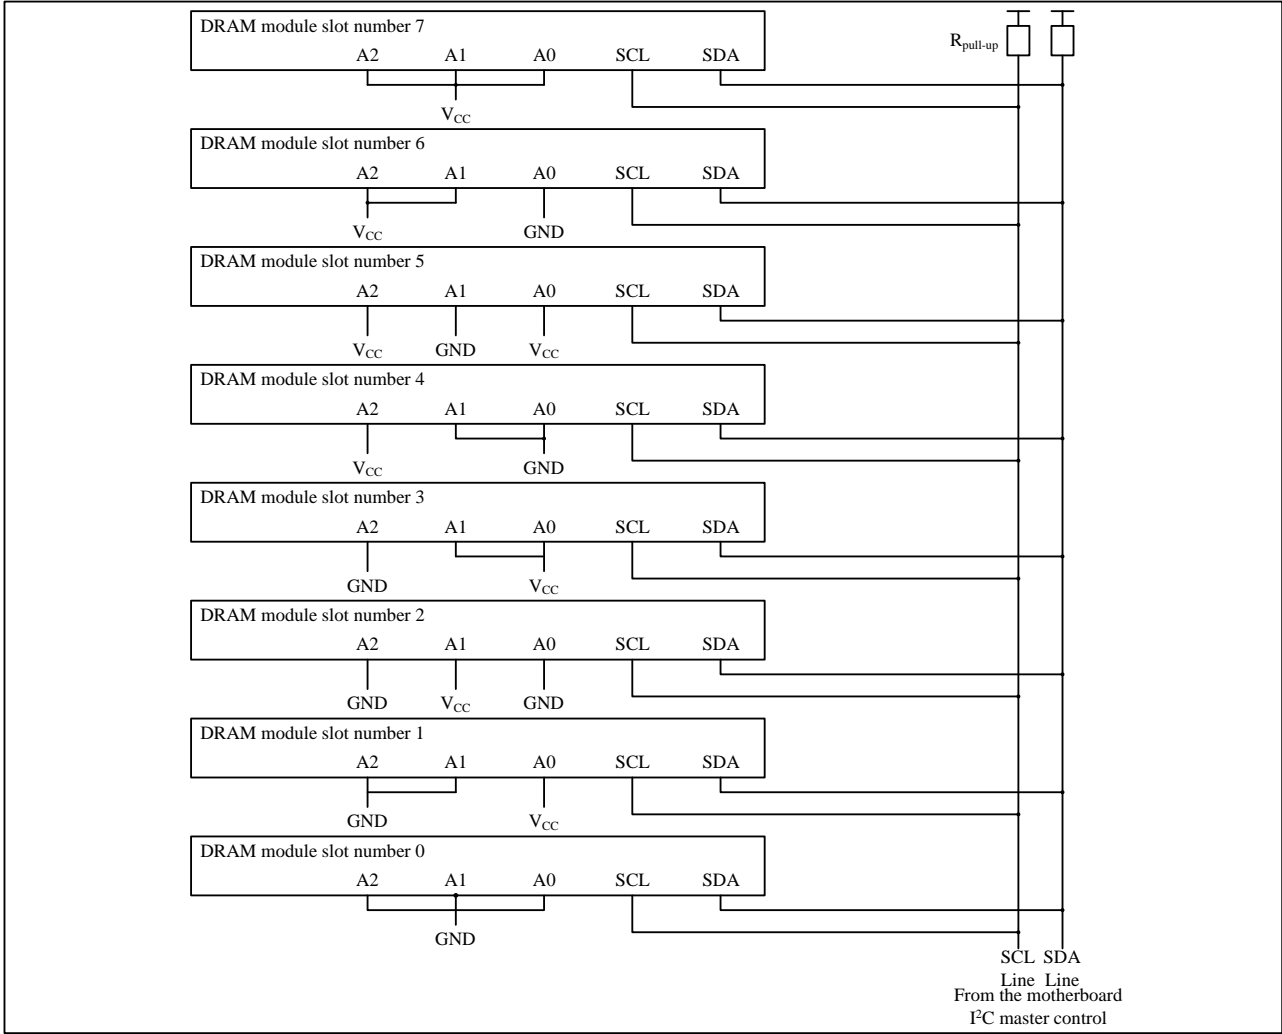 DRAM module slot number 7
A2 A1 A0 SCL SDA
R_pull-up
V_CC
DRAM module slot number 6
A2 A1 A0 SCL SDA
V_CC GND
DRAM module slot number 5
A2 A1 A0 SCL SDA
V_CC GND V_CC
DRAM module slot number 4
A2 A1 A0 SCL SDA
V_CC GND
DRAM module slot number 3
A2 A1 A0 SCL SDA
GND V_CC
DRAM module slot number 2
A2 A1 A0 SCL SDA
GND V_CC GND
DRAM module slot number 1
A2 A1 A0 SCL SDA
GND V_CC
DRAM module slot number 0
A2 A1 A0 SCL SDA
GND
SCL SDA
Line Line
From the motherboard
I²C master control